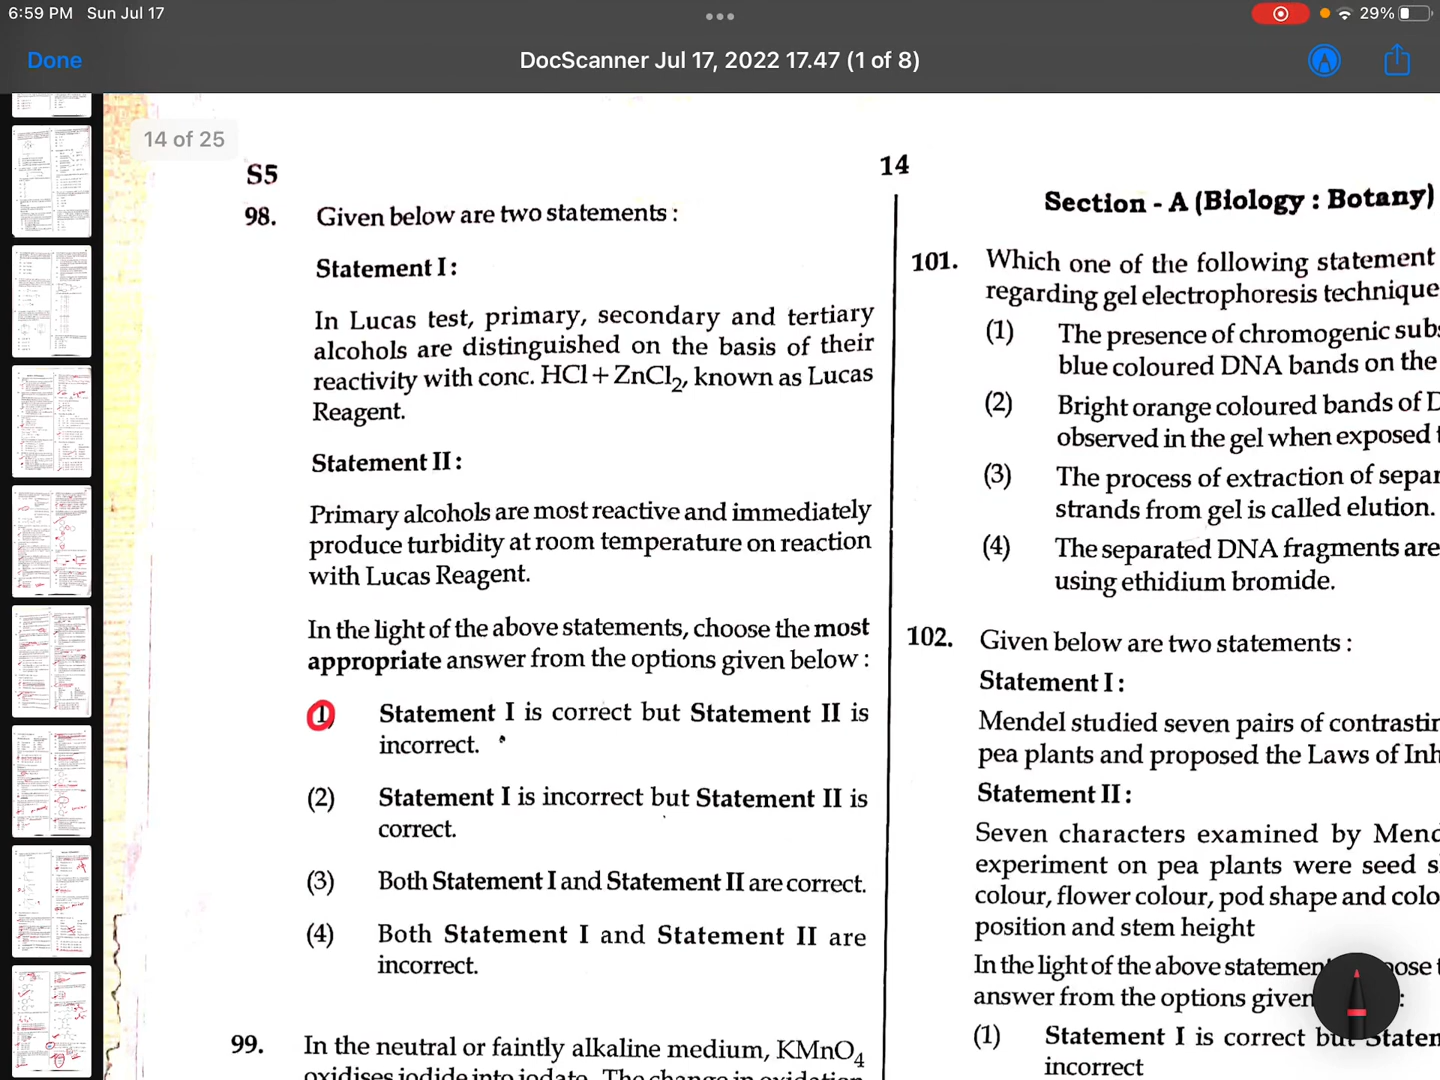 6:59 PM Sun Jul 17
29%
Done
DocScanner Jul 17, 2022 17.47 (1 of 8)
14 of 25
S5
14
98. Given below are two statements :
Statement I :
In Lucas test, primary, secondary and tertiary
alcohols are distinguished on the basis of their
reactivity with conc. HCl + ZnCl2, known as Lucas
Reagent.
Statement II :
Primary alcohols are most reactive and immediately
produce turbidity at room temperature on reaction
with Lucas Reagent.
In the light of the above statements, choose the most
appropriate answer from the options given below :
(1) Statement I is correct but Statement II is
incorrect.
(2) Statement I is incorrect but Statement II is
correct.
(3) Both Statement I and Statement II are correct.
(4) Both Statement I and Statement II are
incorrect.
99. In the neutral or faintly alkaline medium, KMnO4
oxidises iodide into iodate. The change in oxidation
Section - A (Biology : Botany)
101. Which one of the following statement
regarding gel electrophoresis technique
(1) The presence of chromogenic subs
blue coloured DNA bands on the
(2) Bright orange coloured bands of D
observed in the gel when exposed t
(3) The process of extraction of separ
strands from gel is called elution.
(4) The separated DNA fragments are
using ethidium bromide.
102. Given below are two statements :
Statement I :
Mendel studied seven pairs of contrastin
pea plants and proposed the Laws of Inh
Statement II :
Seven characters examined by Mend
experiment on pea plants were seed s
colour, flower colour, pod shape and colo
position and stem height
In the light of the above statemen ose t
answer from the options given :
(1) Statement I is correct but Staten
incorrect